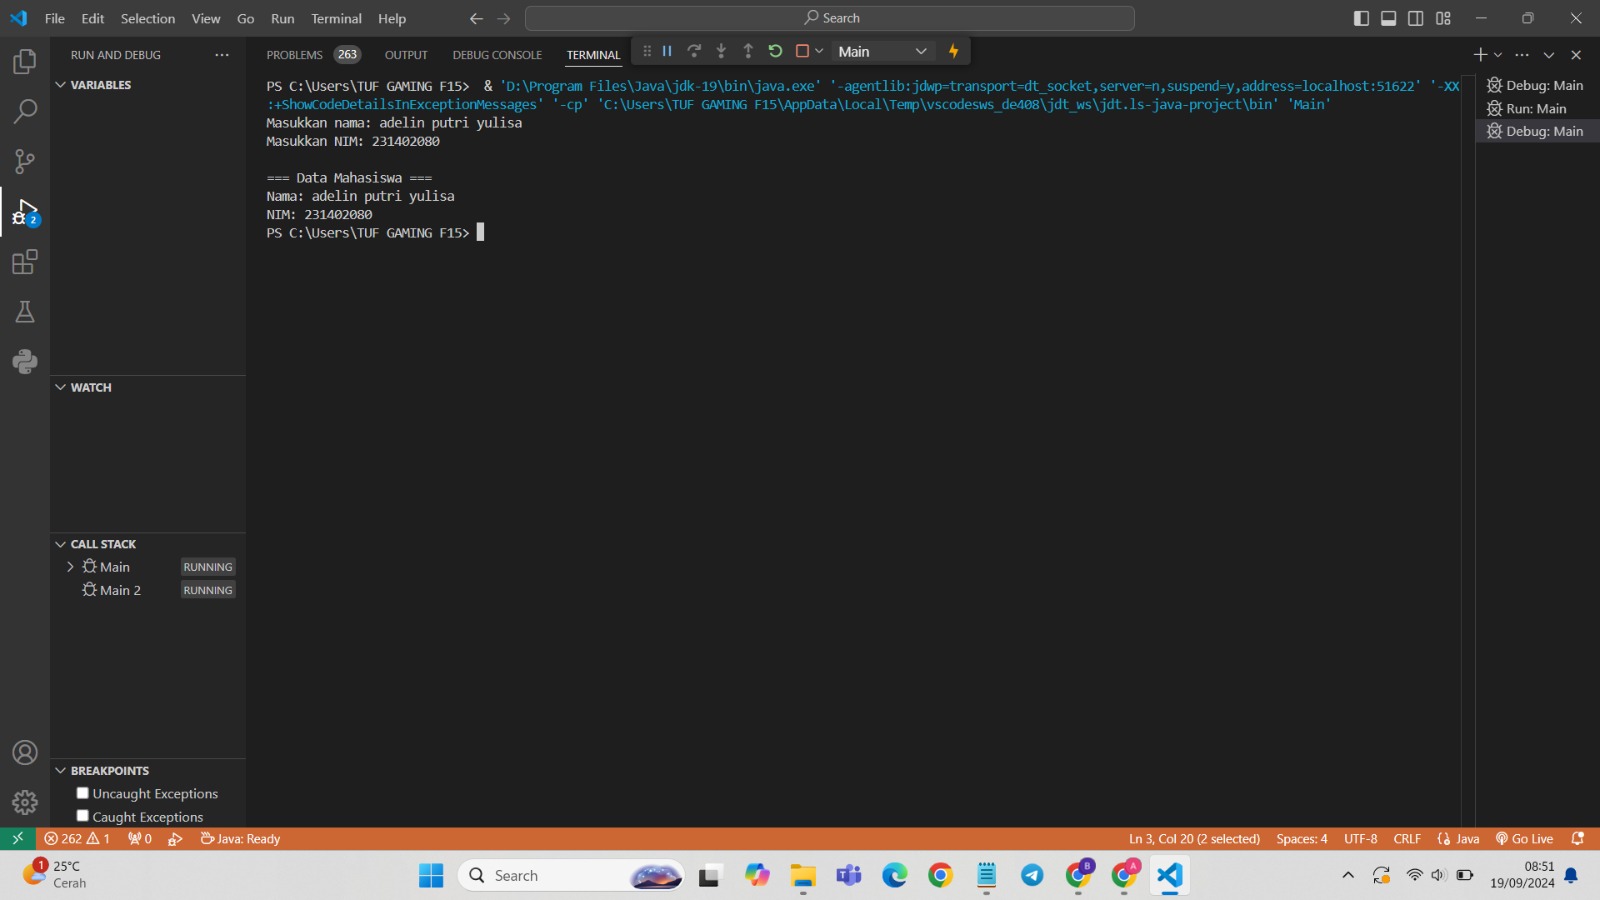 File Edit Selection View Go Run Terminal Help
Search
RUN AND DEBUG ...
VARIABLES
WATCH
CALL STACK
Main RUNNING
Main 2 RUNNING
BREAKPOINTS
Uncaught Exceptions
Caught Exceptions
2
PROBLEMS 263 OUTPUT DEBUG CONSOLE TERMINAL
Main
PS C:\Users\TUF GAMING F15>  & 'D:\Program Files\Java\jdk-19\bin\java.exe' '-agentlib:jdwp=transport=dt_socket,server=n,suspend=y,address=localhost:51622' '-XX
:+ShowCodeDetailsInExceptionMessages' '-cp' 'C:\Users\TUF GAMING F15\AppData\Local\Temp\vscodesws_de408\jdt_ws\jdt.ls-java-project\bin' 'Main'
Masukkan nama: adelin putri yulisa
Masukkan NIM: 231402080
=== Data Mahasiswa ===
Nama: adelin putri yulisa
NIM: 231402080
PS C:\Users\TUF GAMING F15>
Debug: Main
Run: Main
Debug: Main
262 1 0 Java: Ready Ln 3, Col 20 (2 selected) Spaces: 4 UTF-8 CRLF Java Go Live
1
25°C
Cerah
Search
B
A
08:51
19/09/2024